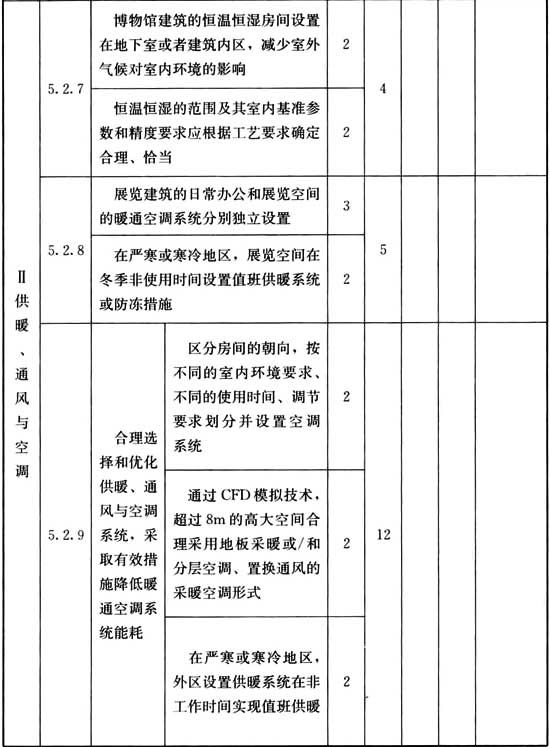 博物馆建筑的恒温恒湿房间设置
在地下室或者建筑内区，减少室外
气候对室内环境的影响
2
5.2.7
4
恒温恒湿的范围及其室内基准参
数和精度要求应根据工艺要求确定
合理、恰当
2
展览建筑的日常办公和展览空间
的暖通空调系统分别独立设置
3
5.2.8
5
在严寒或寒冷地区，展览空间在
冬季非使用时间设置值班供暖系统
或防冻措施
2
Ⅱ
供
暖
、
通
风
与
空
调
区分房间的朝向，按
不同的室内环境要求、
不同的使用时间、调节
要求划分并设置空调
系统
2
合理选
择和优化
供暖、通
风与空调
系统，采
取有效措
施降低暖
通空调系
统能耗
5.2.9
通过CFD模拟技术，
超过8m的高大空间合
理采用地板采暖或/和
分层空调、置换通风的
采暖空调形式
2
12
在严寒或寒冷地区，
外区设置供暖系统在非
工作时间实现值班供暖
2